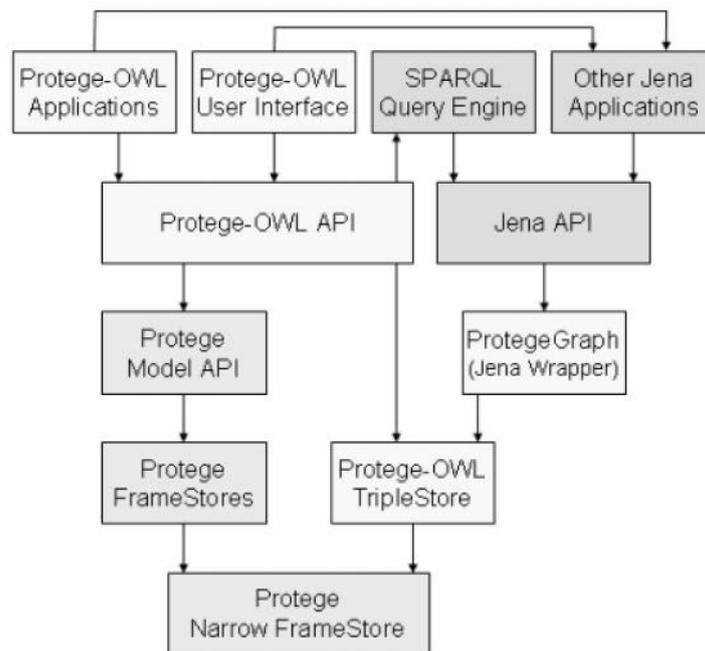 Protege-OWL
Applications
Protege-OWL
User Interface
SPARQL
Query Engine
Other Jena
Applications
Protege-OWL API
Jena API
Protege
Model API
ProtegeGraph
(Jena Wrapper)
Protege
FrameStores
Protege-OWL
TripleStore
Protege
Narrow FrameStore